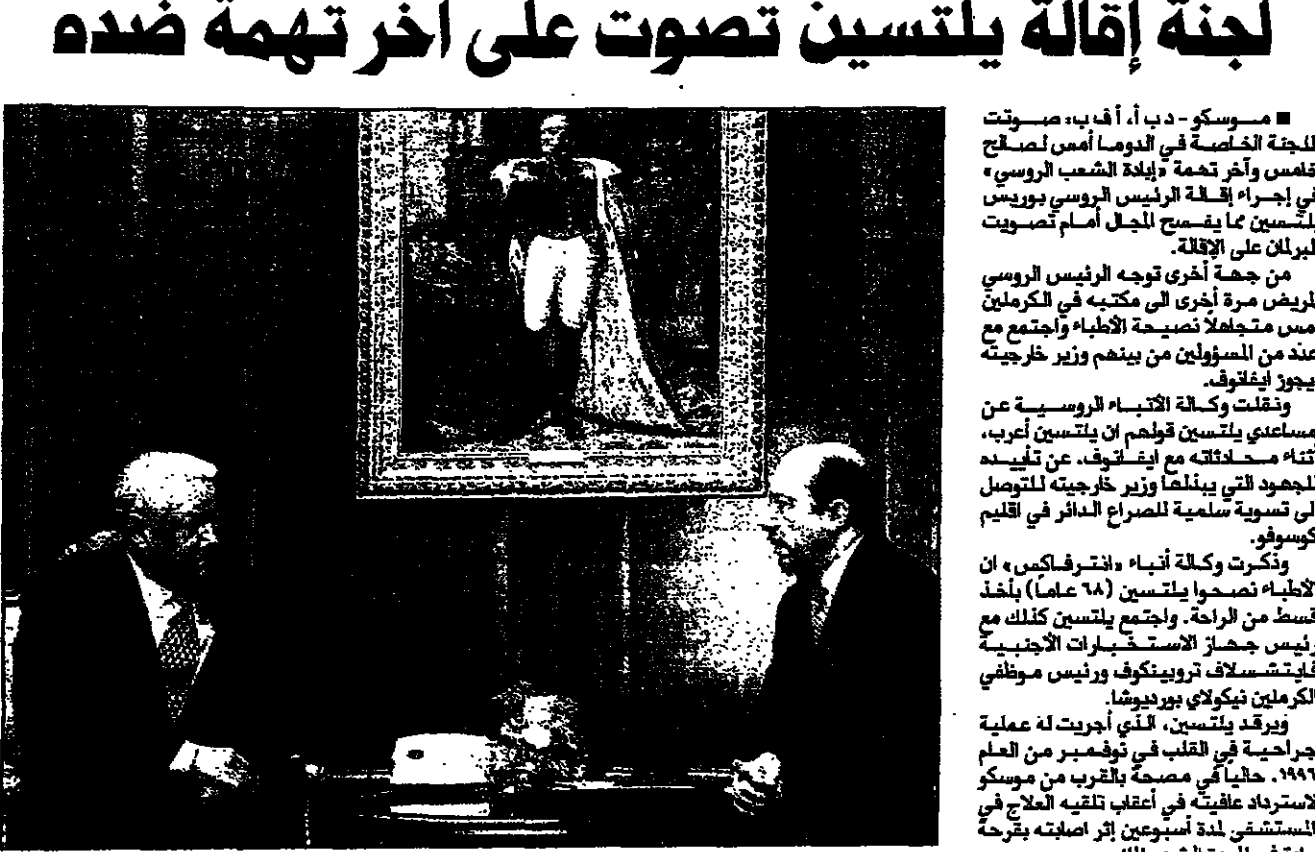 لجنة إقالة يلتسين تصوت على آخر تهمة ضده
■ موسكو - د ب أ، أ ف ب: صوتت
اللجنة الخاصة في الدوما أمس لصالح
خامس وآخر تهمة «إبادة الشعب الروسي»
في إجراء إقالة الرئيس الروسي بوريس
يلتسين مما يفسح المجال أمام تصويت
البرلمان على الإقالة.
من جهة أخرى توجه الرئيس الروسي
المريض مرة أخرى الى مكتبه في الكرملين
أمس متجاهلاً نصيحة الأطباء واجتمع مع
عدد من المسؤولين من بينهم وزير خارجيته
يجوز ايفانوف.
ونقلت وكالة الأنباء الروسية عن
مساعدي يلتسين قولهم ان يلتسين أعرب،
أثناء محادثاته مع ايفانوف، عن تأييده
للجهود التي يبذلها وزير خارجيته للتوصل
الى تسوية سلمية للصراع الدائر في اقليم
كوسوفو.
وذكرت وكالة أنباء «انترفاكس» ان
الأطباء نصحوا يلتسين (٦٨ عاماً) بأخذ
قسط من الراحة. واجتمع يلتسين كذلك مع
رئيس جهاز الاستخبارات الأجنبية
فايتشسلاف تروبينكوف ورئيس موظفي
الكرملين نيكولاي بورديوشا.
ويرقد يلتسين، الذي أجريت له عملية
جراحية في القلب في نوفمبر من العام
١٩٩٦، حالياً في مصحة بالقرب من موسكو
لاسترداد عافيته في أعقاب تلقيه العلاج في
المستشفى لمدة أسبوعين إثر اصابته بقرحة